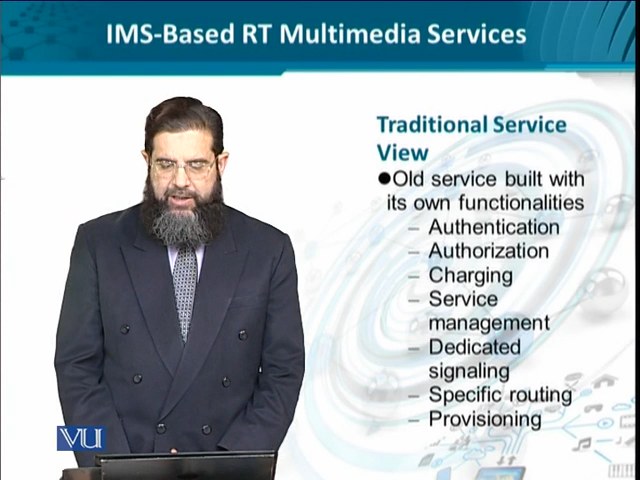 IMS-Based RT Multimedia Services
Traditional Service
View
●Old service built with
its own functionalities
– Authentication
– Authorization
– Charging
– Service
management
– Dedicated
signaling
– Specific routing
– Provisioning
VU